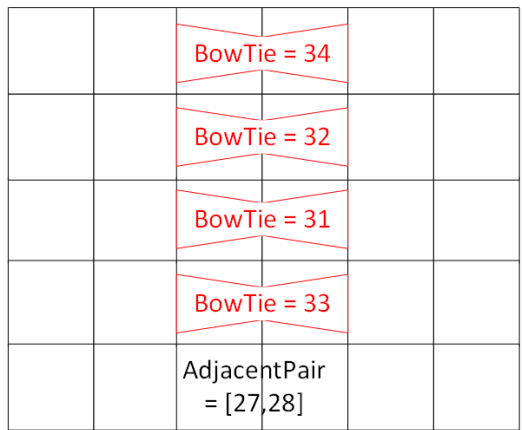 BowTie = 34
BowTie = 32
BowTie = 31
BowTie = 33
AdjacentPair
= [27,28]